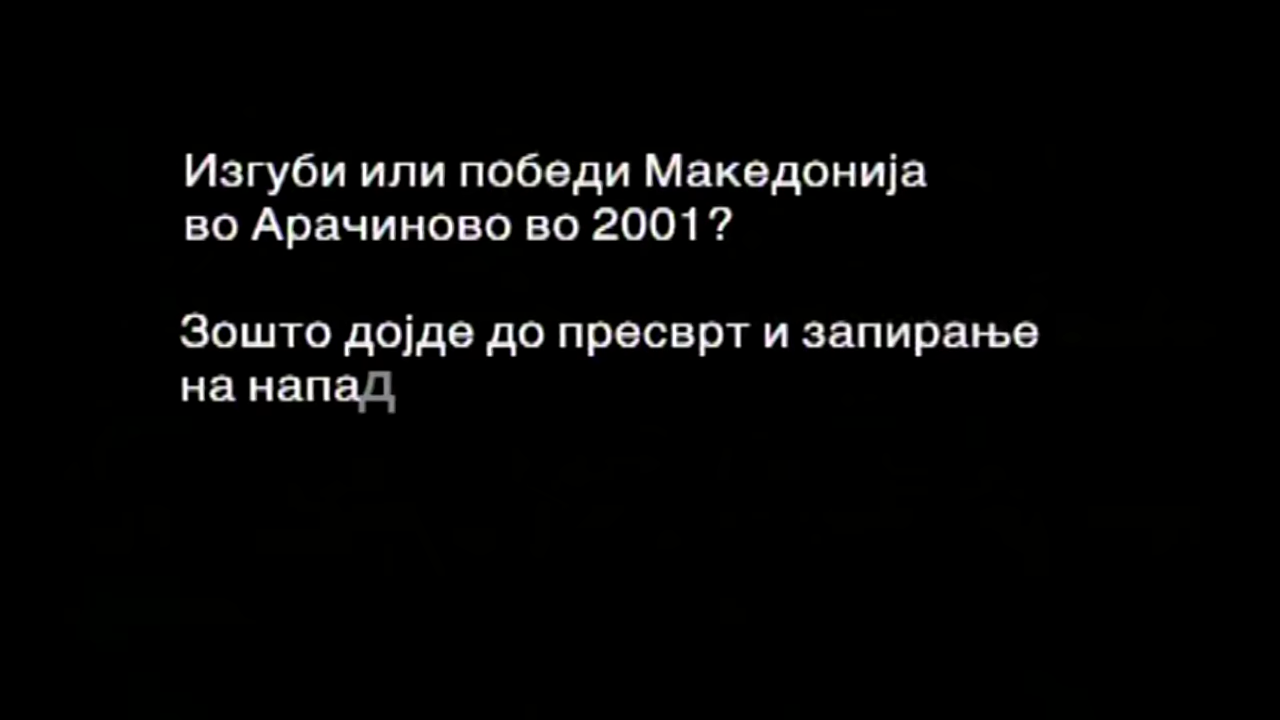 Изгуби или победи Македонија
во Арачиново во 2001?
Зошто дојде до пресврт и запирање
на напад